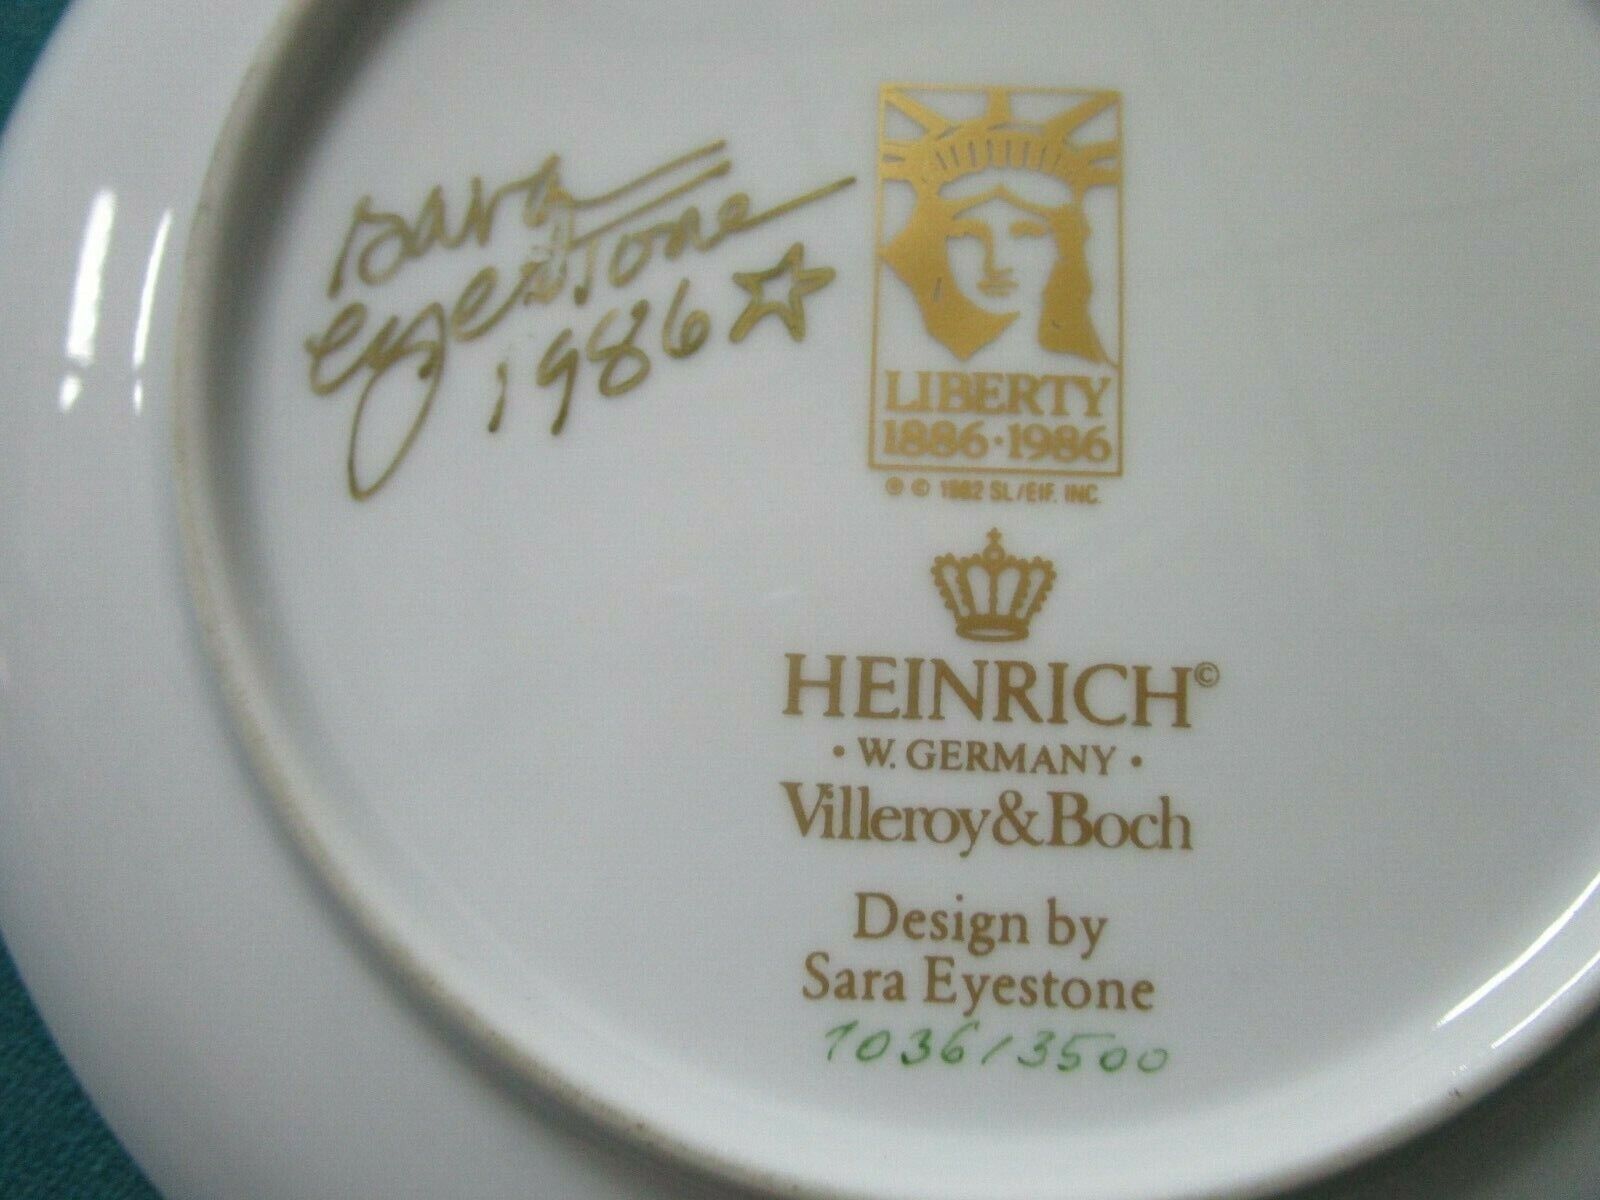 sara
eyestone
1986
LIBERTY
1886·1986
® © 1982 SL/EIF. INC.
HEINRICH©
· W. GERMANY ·
Villeroy&Boch
Design by
Sara Eyestone
1036/3500